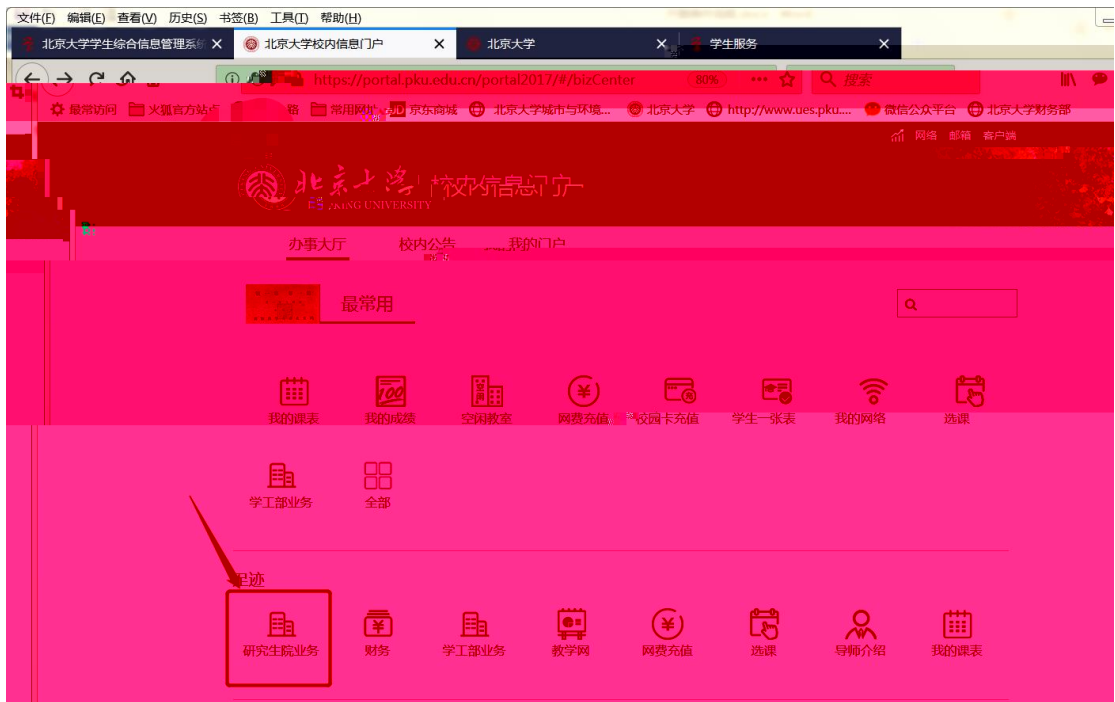 文件(F) 编辑(E) 查看(V) 历史(S) 书签(B) 工具(T) 帮助(H)
北京大学学生综合信息管理系统 北京大学校内信息门户 北京大学 学生服务
https://portal.pku.edu.cn/portal2017/#/bizCenter 80% 搜索
最常访问 火狐官方站点 常用网址 JD 京东商城 北京大学城市与环境... 北京大学 http://www.ues.pku.... 微信公众平台 北京大学财务部
网络 邮箱 客户端
北京大学 校内信息门户
PEKING UNIVERSITY
办事大厅 校内公告 我的门户
最常用
我的课表 我的成绩 空闲教室 网费充值 校园卡充值 学生一张表 我的网络 选课
学工部业务 全部
足迹
研究生院业务 财务 学工部业务 教学网 网费充值 选课 导师介绍 我的课表